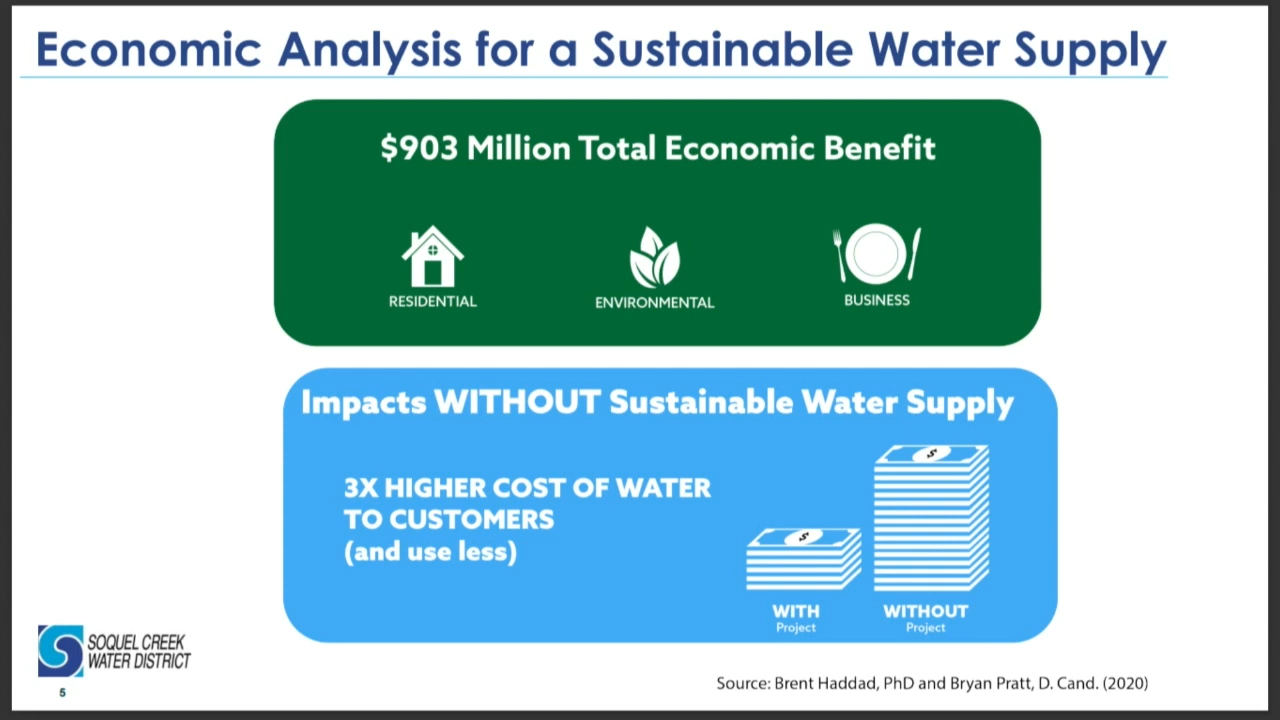 Economic Analysis for a Sustainable Water Supply
$903 Million Total Economic Benefit
RESIDENTIAL
ENVIRONMENTAL
BUSINESS
Impacts WITHOUT Sustainable Water Supply
3X HIGHER COST OF WATER
TO CUSTOMERS
(and use less)
$
$
WITH
Project
WITHOUT
Project
SOQUEL CREEK
WATER DISTRICT
5
Source: Brent Haddad, PhD and Bryan Pratt, D. Cand. (2020)